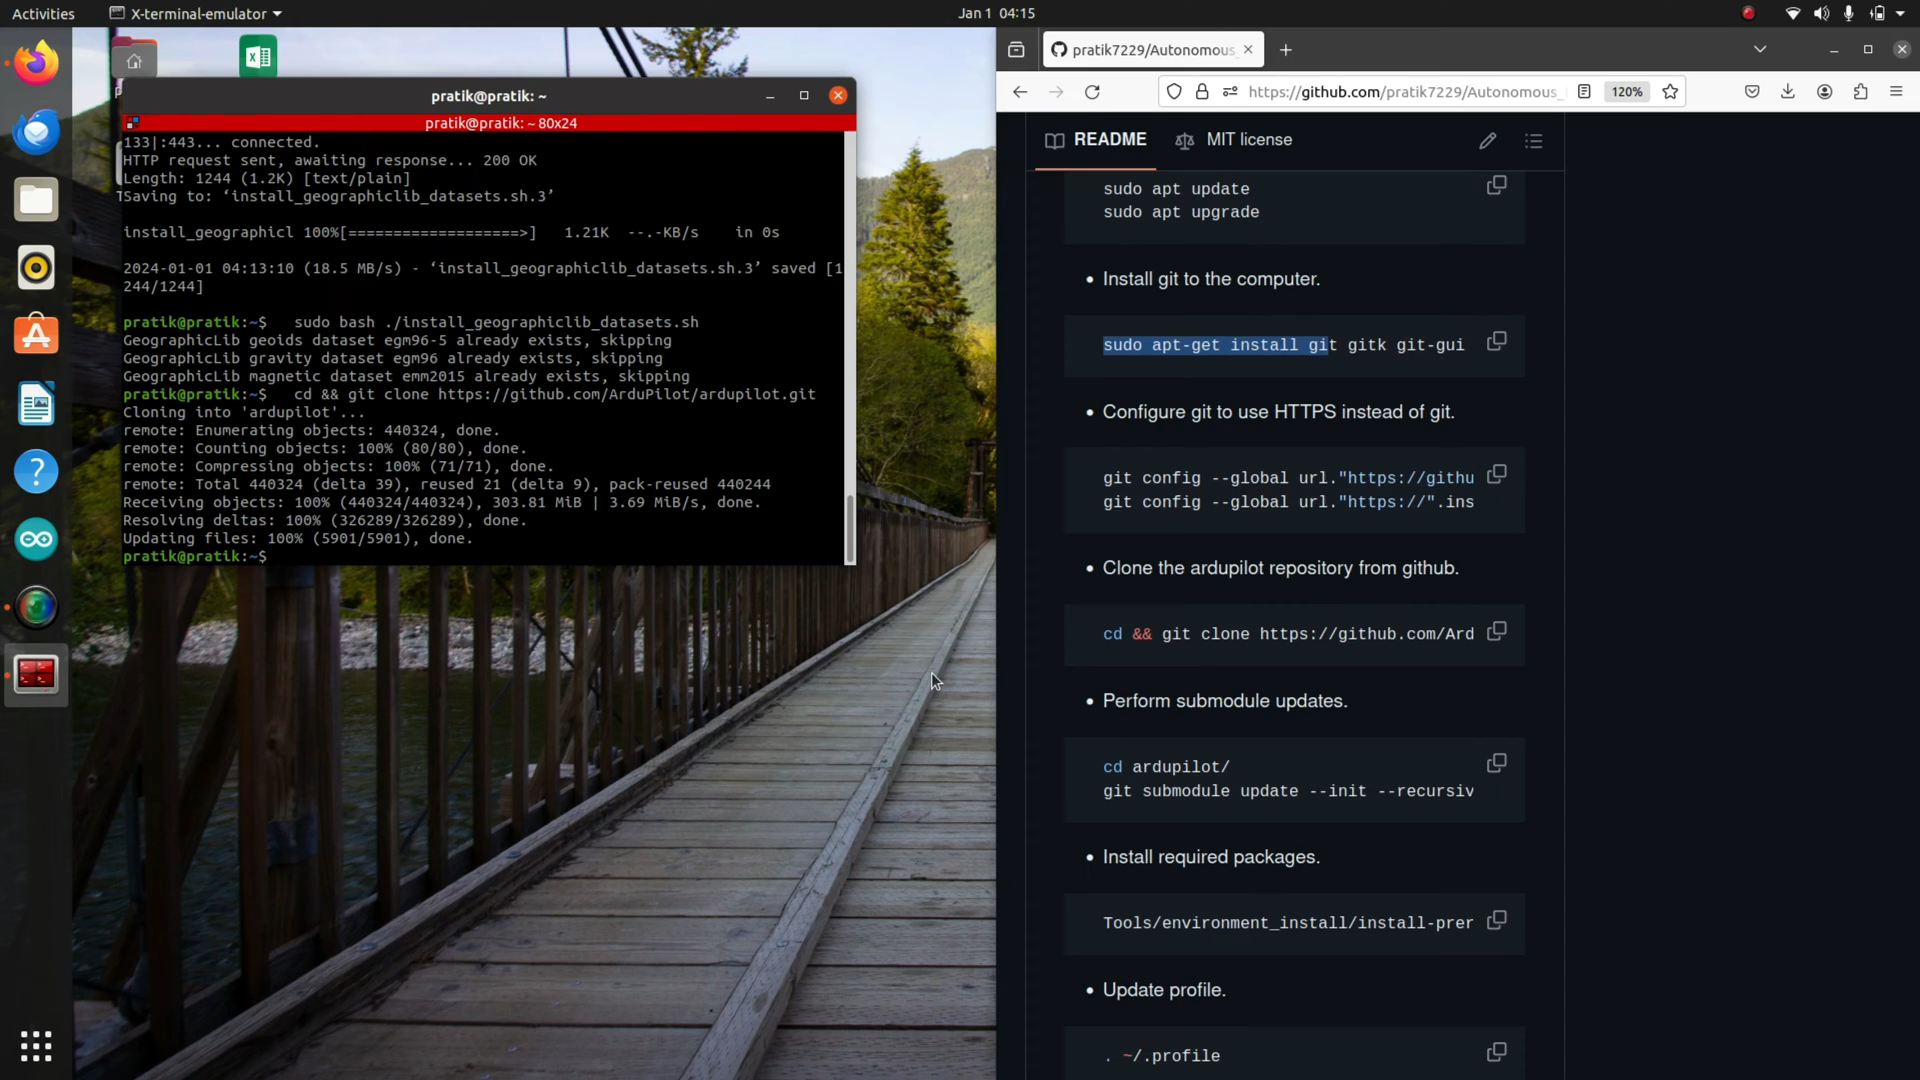 Activities
X-terminal-emulator
Jan 1 04:15
pratik@pratik: ~
pratik@pratik: ~ 80x24
133|:443... connected.
HTTP request sent, awaiting response... 200 OK
Length: 1244 (1.2K) [text/plain]
Saving to: ‘install_geographiclib_datasets.sh.3’
install_geographicl 100%[===================>] 1.21K --.-KB/s in 0s
2024-01-01 04:13:10 (18.5 MB/s) - ‘install_geographiclib_datasets.sh.3’ saved [1
244/1244]
pratik@pratik:~$ sudo bash ./install_geographiclib_datasets.sh
GeographicLib geoids dataset egm96-5 already exists, skipping
GeographicLib gravity dataset egm96 already exists, skipping
GeographicLib magnetic dataset emm2015 already exists, skipping
pratik@pratik:~$ cd && git clone https://github.com/ArduPilot/ardupilot.git
Cloning into 'ardupilot'...
remote: Enumerating objects: 440324, done.
remote: Counting objects: 100% (80/80), done.
remote: Compressing objects: 100% (71/71), done.
remote: Total 440324 (delta 39), reused 21 (delta 9), pack-reused 440244
Receiving objects: 100% (440324/440324), 303.81 MiB | 3.69 MiB/s, done.
Resolving deltas: 100% (326289/326289), done.
Updating files: 100% (5901/5901), done.
pratik@pratik:~$
pratik7229/Autonomous_
https://github.com/pratik7229/Autonomous_
120%
README
MIT license
sudo apt update
sudo apt upgrade
• Install git to the computer.
sudo apt-get install git gitk git-gui
• Configure git to use HTTPS instead of git.
git config --global url."https://githu
git config --global url."https://".ins
• Clone the ardupilot repository from github.
cd && git clone https://github.com/Ard
• Perform submodule updates.
cd ardupilot/
git submodule update --init --recursiv
• Install required packages.
Tools/environment_install/install-prer
• Update profile.
. ~/.profile